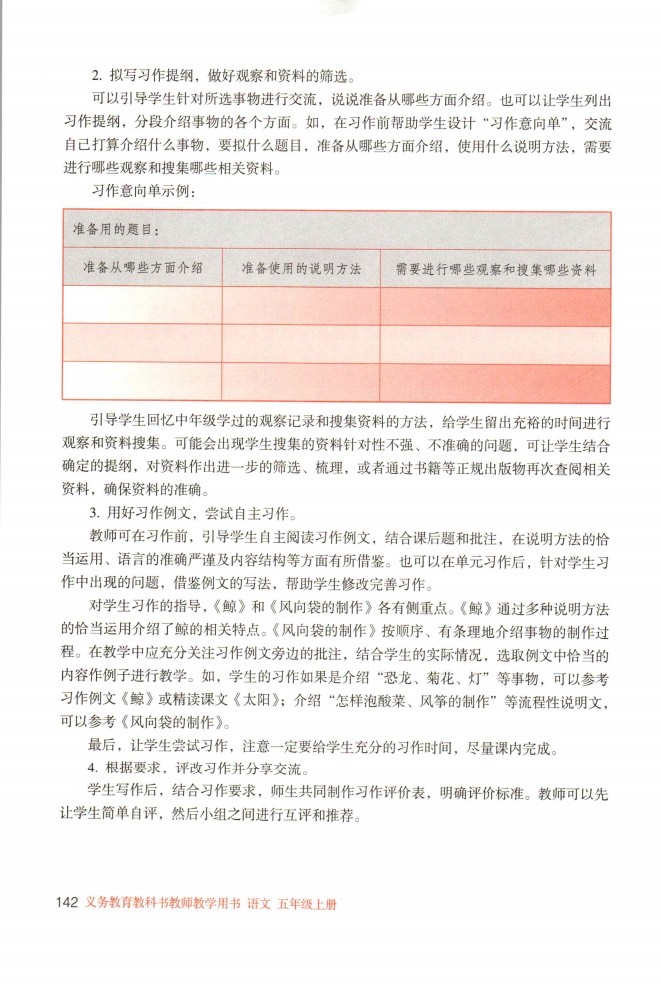 2. 拟写习作提纲，做好观察和资料的筛选。
可以引导学生针对所选事物进行交流，说说准备从哪些方面介绍。也可以让学生列出
习作提纲，分段介绍事物的各个方面。如，在习作前帮助学生设计“习作意向单”，交流
自己打算介绍什么事物，要拟什么题目，准备从哪些方面介绍，使用什么说明方法，需要
进行哪些观察和搜集哪些相关资料。
习作意向单示例：
准备用的题目：
准备从哪些方面介绍
准备使用的说明方法
需要进行哪些观察和搜集哪些资料
引导学生回忆中年级学过的观察记录和搜集资料的方法，给学生留出充裕的时间进行
观察和资料搜集。可能会出现学生搜集的资料针对性不强、不准确的问题，可让学生结合
确定的提纲，对资料作出进一步的筛选、梳理，或者通过书籍等正规出版物再次查阅相关
资料，确保资料的准确。
3. 用好习作例文，尝试自主习作。
教师可在习作前，引导学生自主阅读习作例文，结合课后题和批注，在说明方法的恰
当运用、语言的准确严谨及内容结构等方面有所借鉴。也可以在单元习作后，针对学生习
作中出现的问题，借鉴例文的写法，帮助学生修改完善习作。
对学生习作的指导，《鲸》和《风向袋的制作》各有侧重点。《鲸》通过多种说明方法
的恰当运用介绍了鲸的相关特点。《风向袋的制作》按顺序、有条理地介绍事物的制作过
程。在教学中应充分关注习作例文旁边的批注，结合学生的实际情况，选取例文中恰当的
内容作例子进行教学。如，学生的习作如果是介绍“恐龙、菊花、灯”等事物，可以参考
习作例文《鲸》或精读课文《太阳》；介绍“怎样泡酸菜、风筝的制作”等流程性说明文，
可以参考《风向袋的制作》。
最后，让学生尝试习作，注意一定要给学生充分的习作时间，尽量课内完成。
4. 根据要求，评改习作并分享交流。
学生写作后，结合习作要求，师生共同制作习作评价表，明确评价标准。教师可以先
让学生简单自评，然后小组之间进行互评和推荐。
142 义务教育教科书教师教学用书 语文 五年级上册